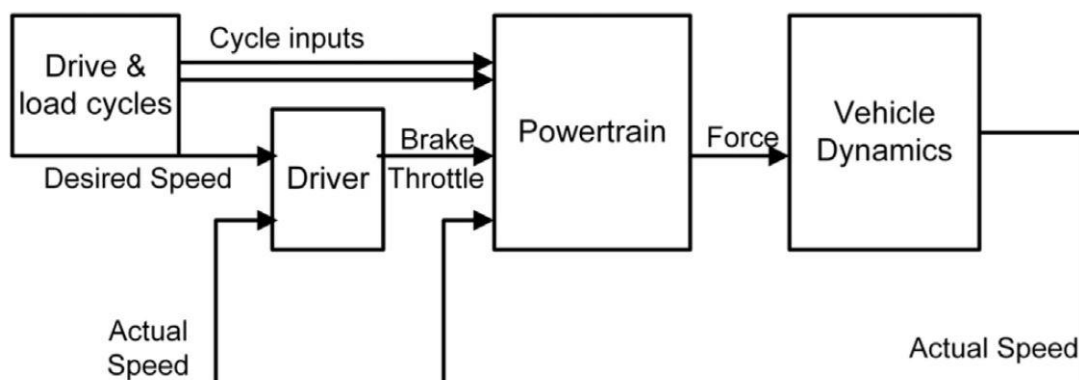 Drive &
load cycles
Cycle inputs
Desired Speed
Driver
Brake
Throttle
Powertrain
Force
Vehicle
Dynamics
Actual
Speed
Actual Speed